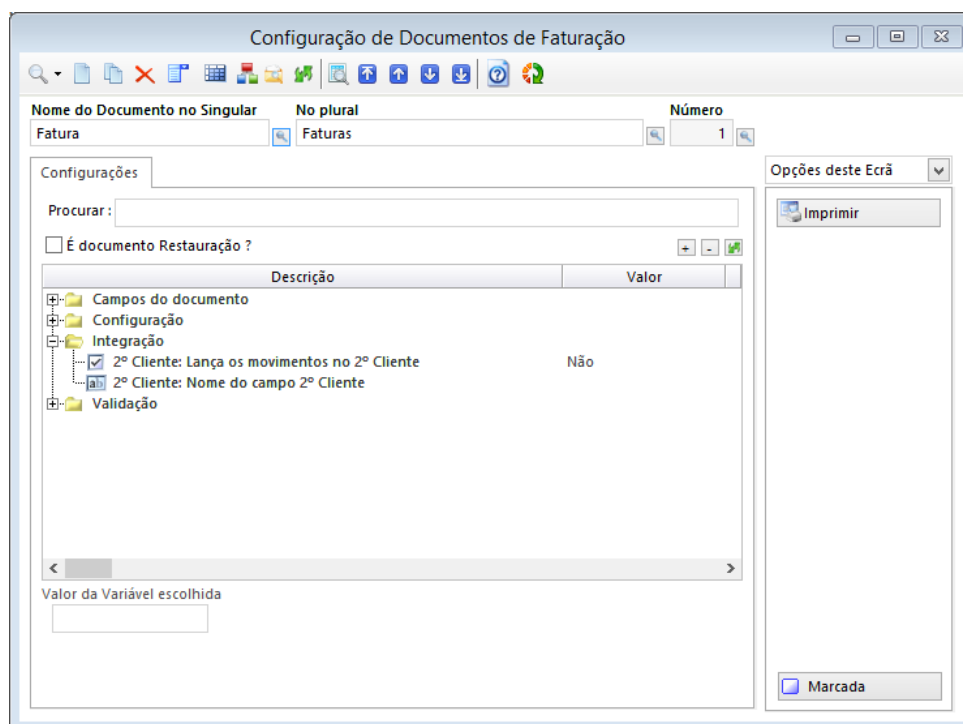 Configuração de Documentos de Faturação
Nome do Documento no Singular No plural Número
Fatura Faturas 1
Configurações
Opções deste Ecrã
Procurar :
Imprimir
É documento Restauração ?
+ -
Descrição Valor
Campos do documento
Configuração
Integração
2º Cliente: Lança os movimentos no 2º Cliente Não
ab 2º Cliente: Nome do campo 2º Cliente
Validação
Valor da Variável escolhida
Marcada